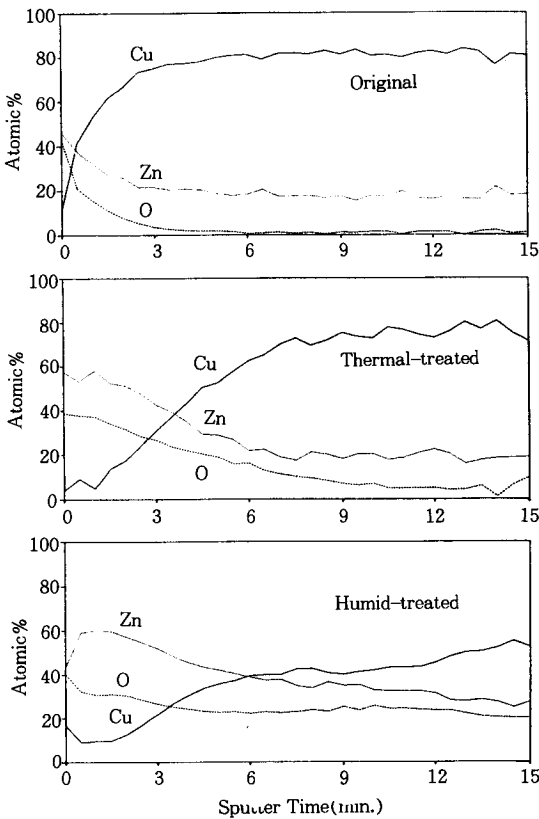 100
Cu
80
Original
60
Atomic%
40
Zn
20
O
0
0 3 6 9 12 15
100
80
Cu
Thermal-treated
60
Atomic%
40
Zn
20
O
0
0 3 6 9 12 15
100
80
Zn
Humid-treated
60
Atomic%
40
O
20
Cu
0
0 3 6 9 12 15
Sputter Time(min.)